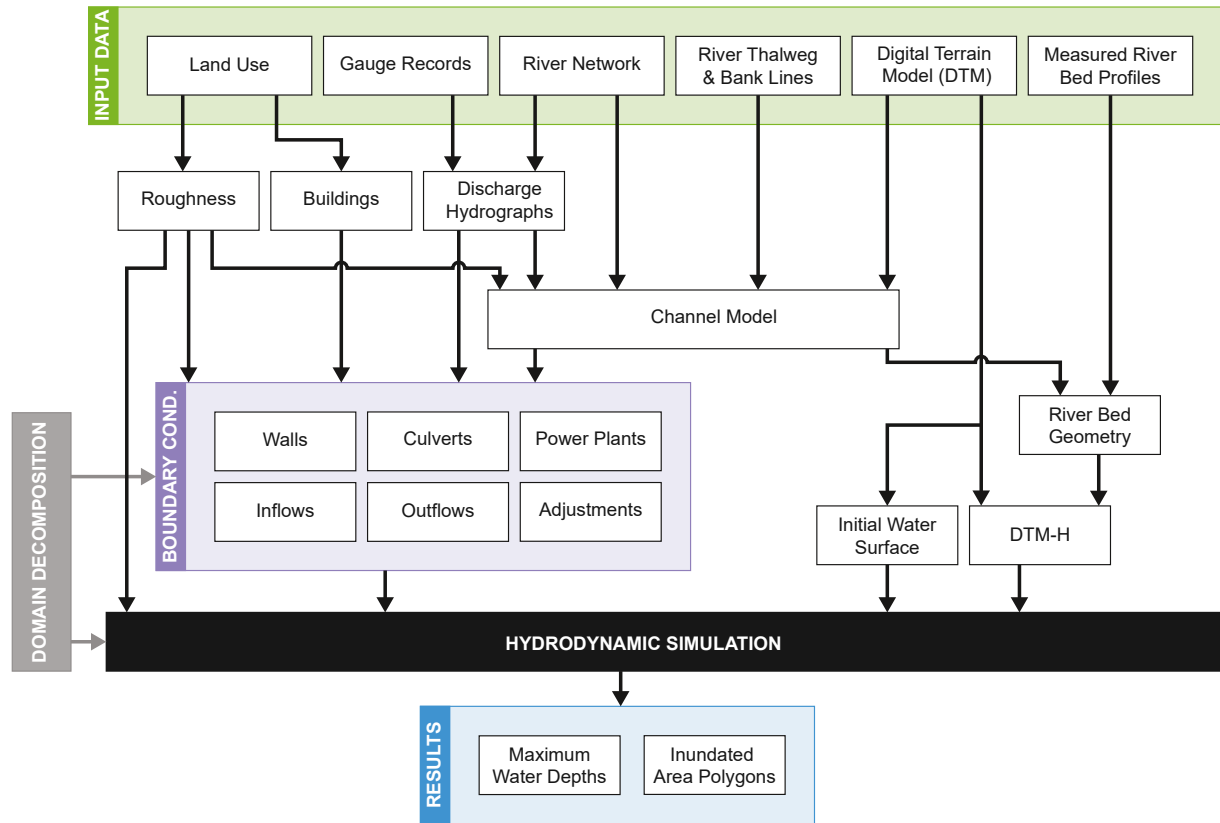 INPUT DATA
Land Use
Gauge Records
River Network
River Thalweg
& Bank Lines
Digital Terrain
Model (DTM)
Measured River
Bed Profiles
Roughness
Buildings
Discharge
Hydrographs
Channel Model
BOUNDARY COND.
Walls
Culverts
Power Plants
Inflows
Outflows
Adjustments
River Bed
Geometry
Initial Water
Surface
DTM-H
DOMAIN DECOMPOSITION
HYDRODYNAMIC SIMULATION
RESULTS
Maximum
Water Depths
Inundated
Area Polygons